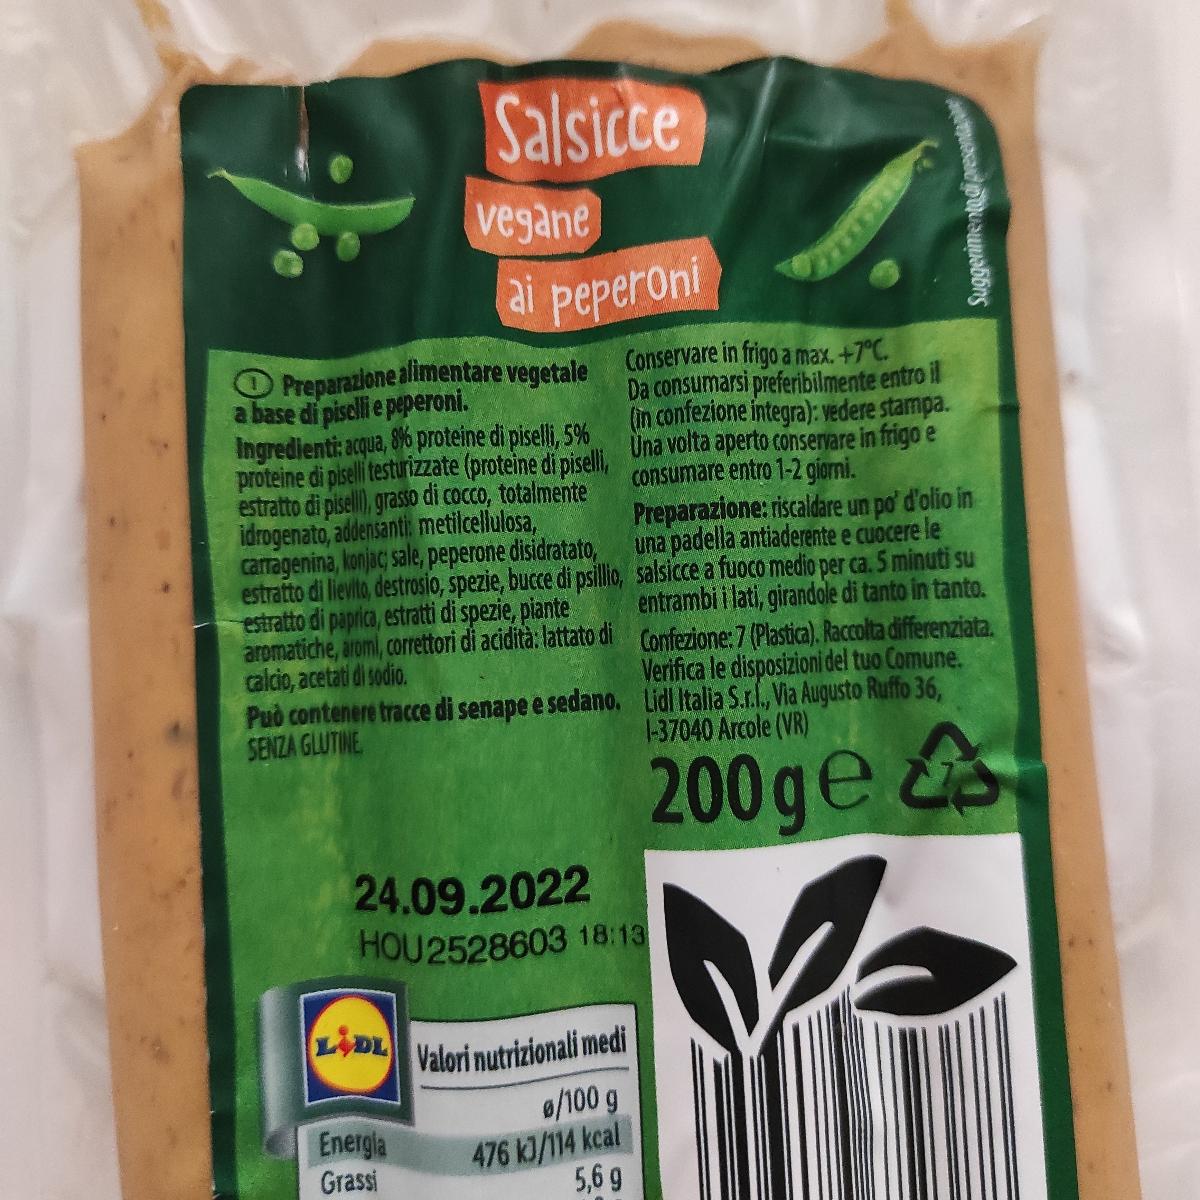 Salsicce
vegane
ai peperoni
Suggerimento di presentazione
I Preparazione alimentare vegetale
a base di piselli e peperoni.
Ingredienti: acqua, 8% proteine di piselli, 5%
proteine di piselli testurizzate (proteine di piselli,
estratto di piselli), grasso di cocco, totalmente
idrogenato, addensanti: metilcellulosa,
carragenina, konjac; sale, peperone disidratato,
estratto di lievito, destrosio, spezie, bucce di psillio,
estratto di paprica, estratti di spezie, piante
aromatiche, aromi, correttori di acidità: lattato di
calcio, acetati di sodio.
Può contenere tracce di senape e sedano.
SENZA GLUTINE.
Conservare in frigo a max. +7°C.
Da consumarsi preferibilmente entro il
(in confezione integra): vedere stampa.
Una volta aperto conservare in frigo e
consumare entro 1-2 giorni.
Preparazione: riscaldare un po' d'olio in
una padella antiaderente e cuocere le
salsicce a fuoco medio per ca. 5 minuti su
entrambi i lati, girandole di tanto in tanto.
Confezione: 7 (Plastica). Raccolta differenziata.
Verifica le disposizioni del tuo Comune.
Lidl Italia S.r.l., Via Augusto Ruffo 36,
I-37040 Arcole (VR)
200 g e
7
24.09.2022
HOU2528603 18:13
LIDL
Valori nutrizionali medi
ø/100 g
Energia 476 kJ/114 kcal
Grassi 5,6 g